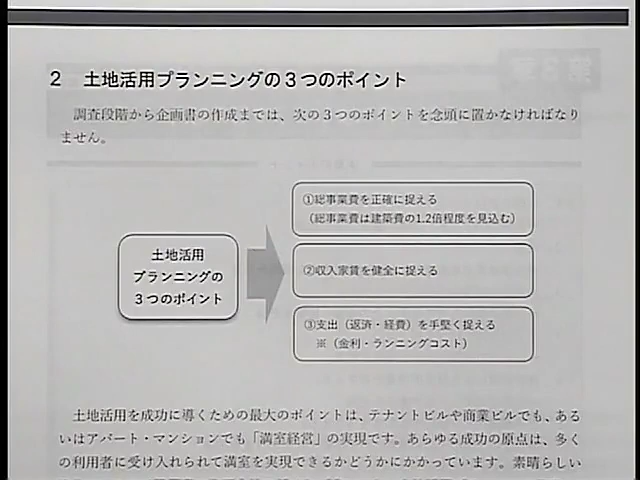 2 土地活用プランニングの3つのポイント
調査段階から企画書の作成までは、次の3つのポイントを念頭に置かなければなり
ません。
土地活用
プランニングの
3つのポイント
①総事業費を正確に捉える
(総事業費は建築費の1.2倍程度を見込む)
②収入家賃を健全に捉える
③支出（返済・経費）を手堅く捉える
※（金利・ランニングコスト）
土地活用を成功に導くための最大のポイントは、テナントビルや商業ビルでも、ある
いはアパート・マンションでも「満室経営」の実現です。あらゆる成功の原点は、多く
の利用者に受け入れられて満室を実現できるかどうかにかかっています。素晴らしい